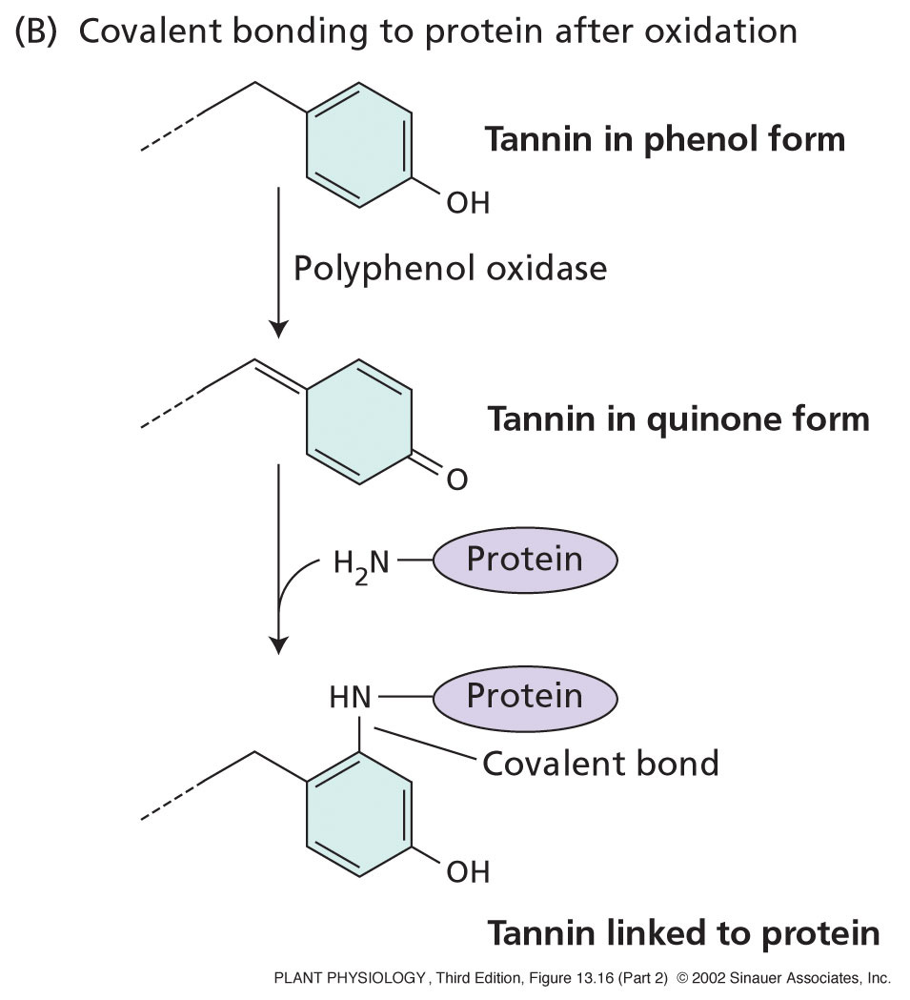 (B) Covalent bonding to protein after oxidation
Tannin in phenol form
OH
Polyphenol oxidase
Tannin in quinone form
O
H₂N
Protein
HN
Protein
Covalent bond
OH
Tannin linked to protein
PLANT PHYSIOLOGY, Third Edition, Figure 13.16 (Part 2) © 2002 Sinauer Associates, Inc.